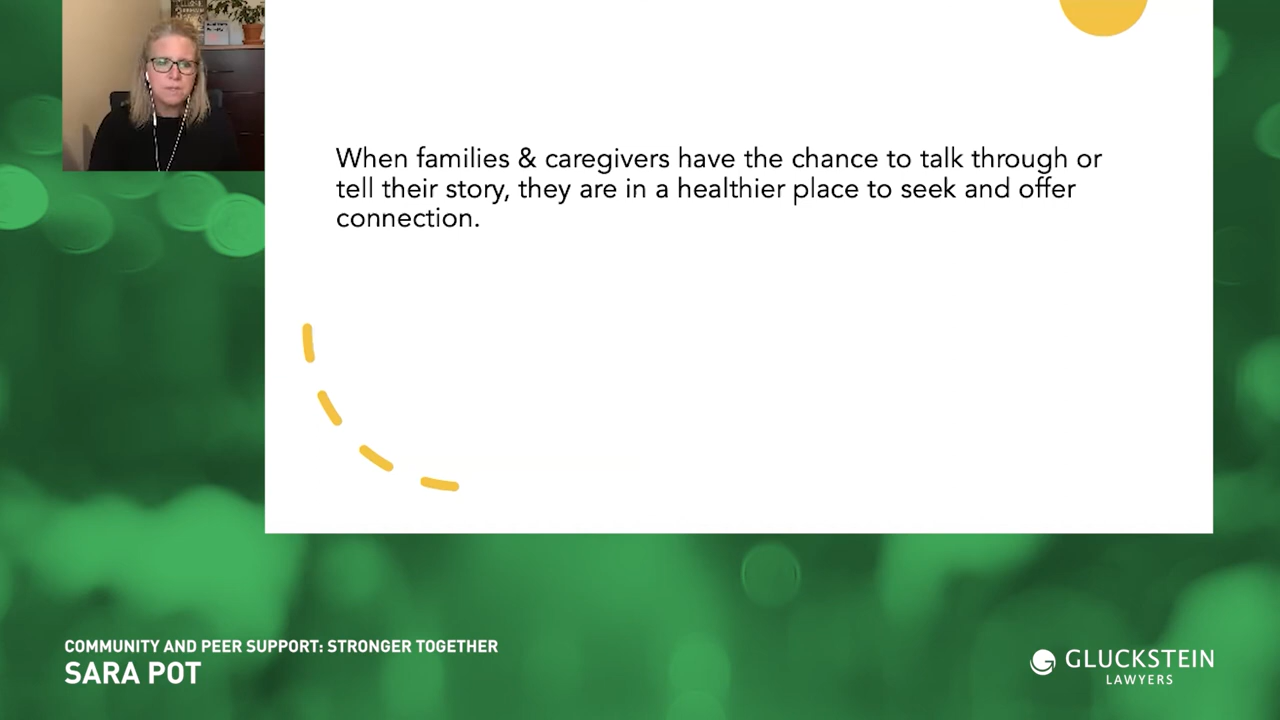 When families & caregivers have the chance to talk through or
tell their story, they are in a healthier place to seek and offer
connection.
COMMUNITY AND PEER SUPPORT: STRONGER TOGETHER
SARA POT
GLUCKSTEIN
LAWYERS